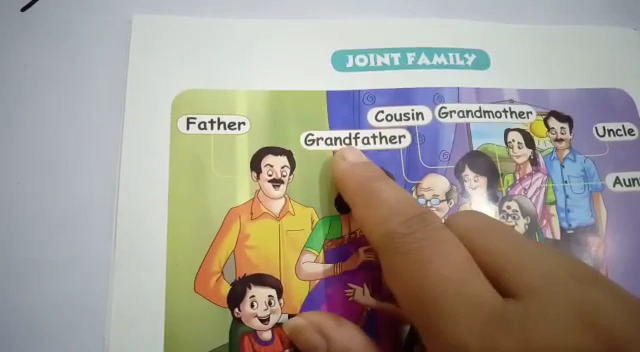 JOINT FAMILY
Father
Cousin
Grandmother
Grandfather
Uncle